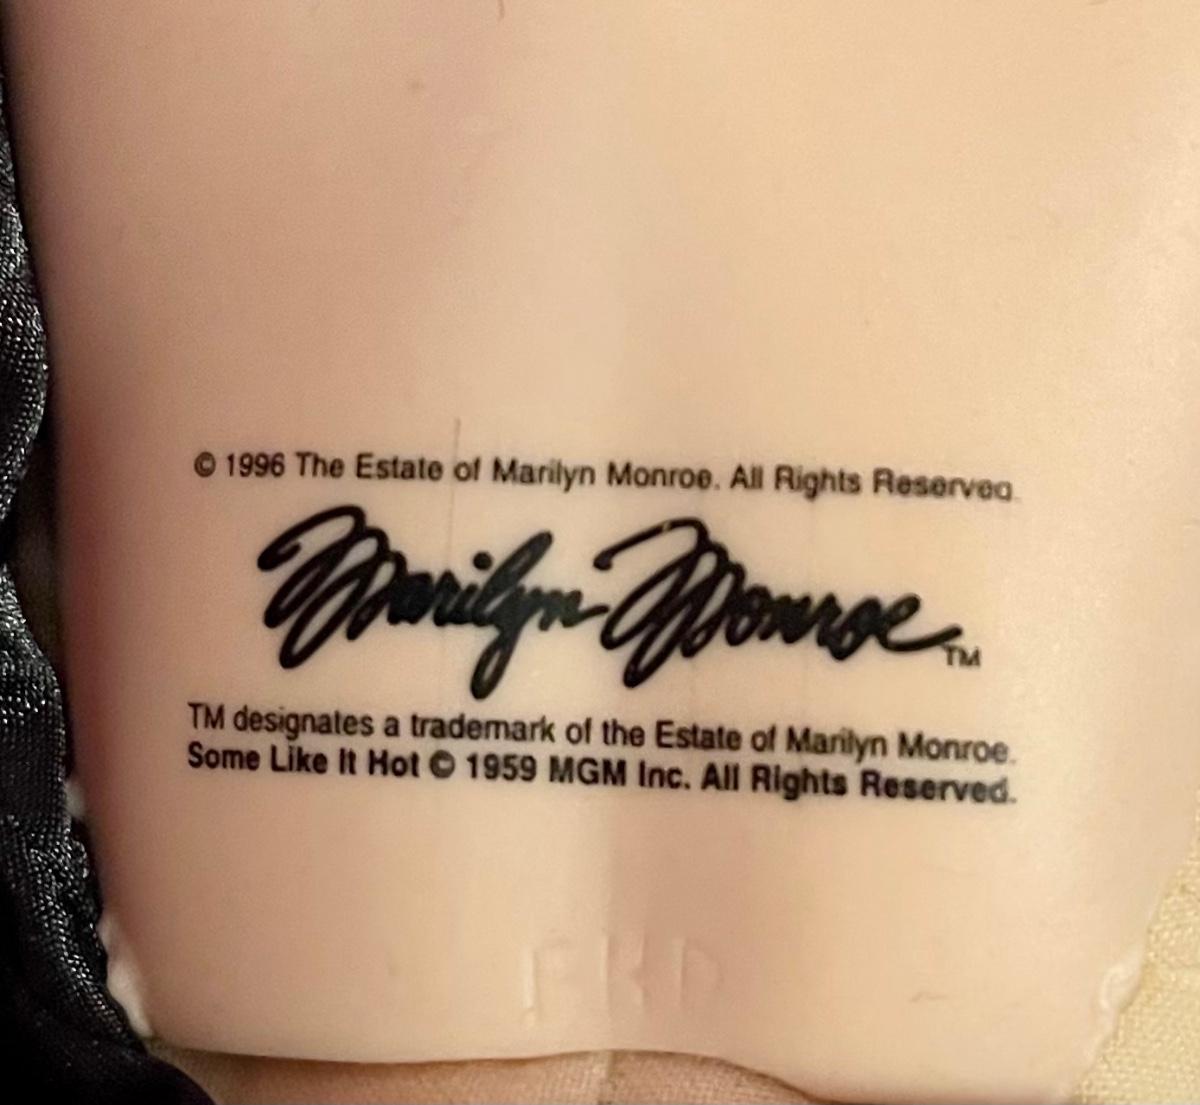 © 1996 The Estate of Marilyn Monroe. All Rights Reserved.
Marilyn Monroe TM
TM designates a trademark of the Estate of Marilyn Monroe.
Some Like It Hot © 1959 MGM Inc. All Rights Reserved.